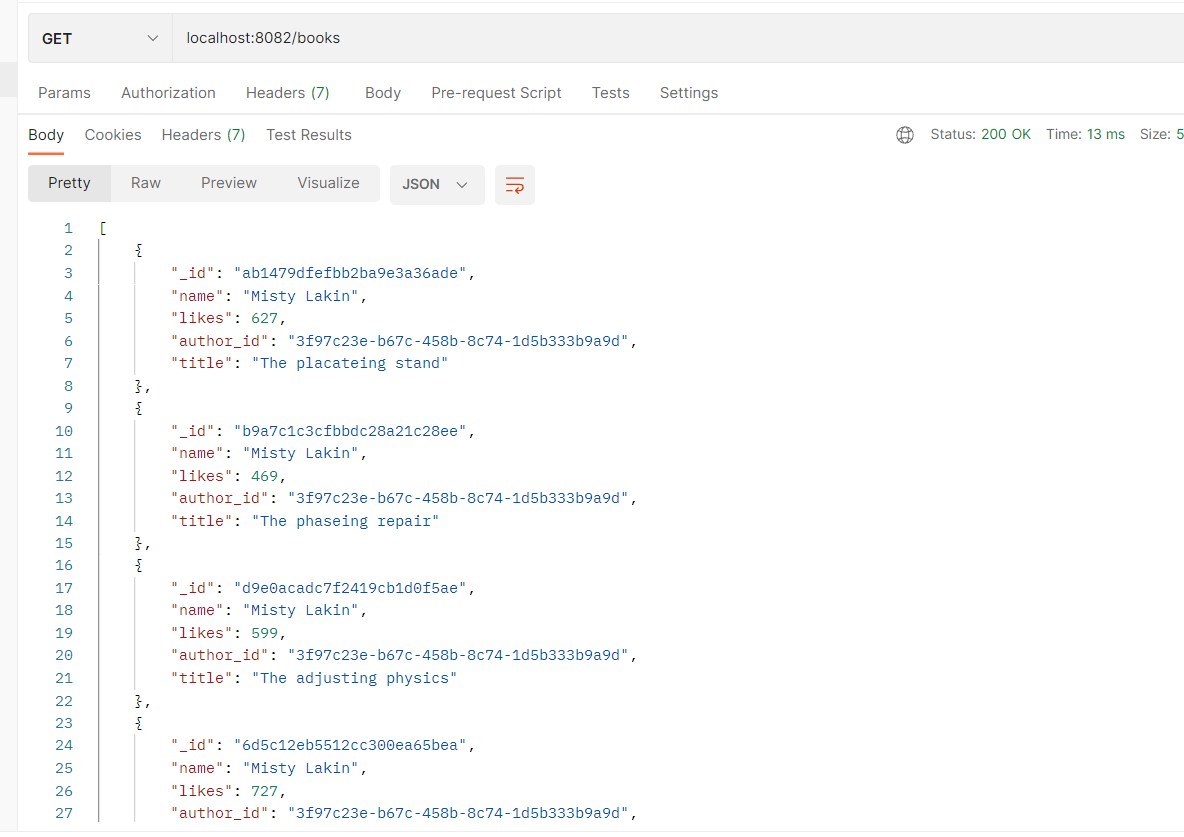 GET localhost:8082/books
Params Authorization Headers (7) Body Pre-request Script Tests Settings
Body Cookies Headers (7) Test Results Status: 200 OK Time: 13 ms Size: 5
Pretty Raw Preview Visualize JSON
1 [
2 {
3 "_id": "ab1479dfefbb2ba9e3a36ade",
4 "name": "Misty Lakin",
5 "likes": 627,
6 "author_id": "3f97c23e-b67c-458b-8c74-1d5b333b9a9d",
7 "title": "The placateing stand"
8 },
9 {
10 "_id": "b9a7c1c3cfbbdc28a21c28ee",
11 "name": "Misty Lakin",
12 "likes": 469,
13 "author_id": "3f97c23e-b67c-458b-8c74-1d5b333b9a9d",
14 "title": "The phaseing repair"
15 },
16 {
17 "_id": "d9e0acadc7f2419cb1d0f5ae",
18 "name": "Misty Lakin",
19 "likes": 599,
20 "author_id": "3f97c23e-b67c-458b-8c74-1d5b333b9a9d",
21 "title": "The adjusting physics"
22 },
23 {
24 "_id": "6d5c12eb5512cc300ea65bea",
25 "name": "Misty Lakin",
26 "likes": 727,
27 "author_id": "3f97c23e-b67c-458b-8c74-1d5b333b9a9d",